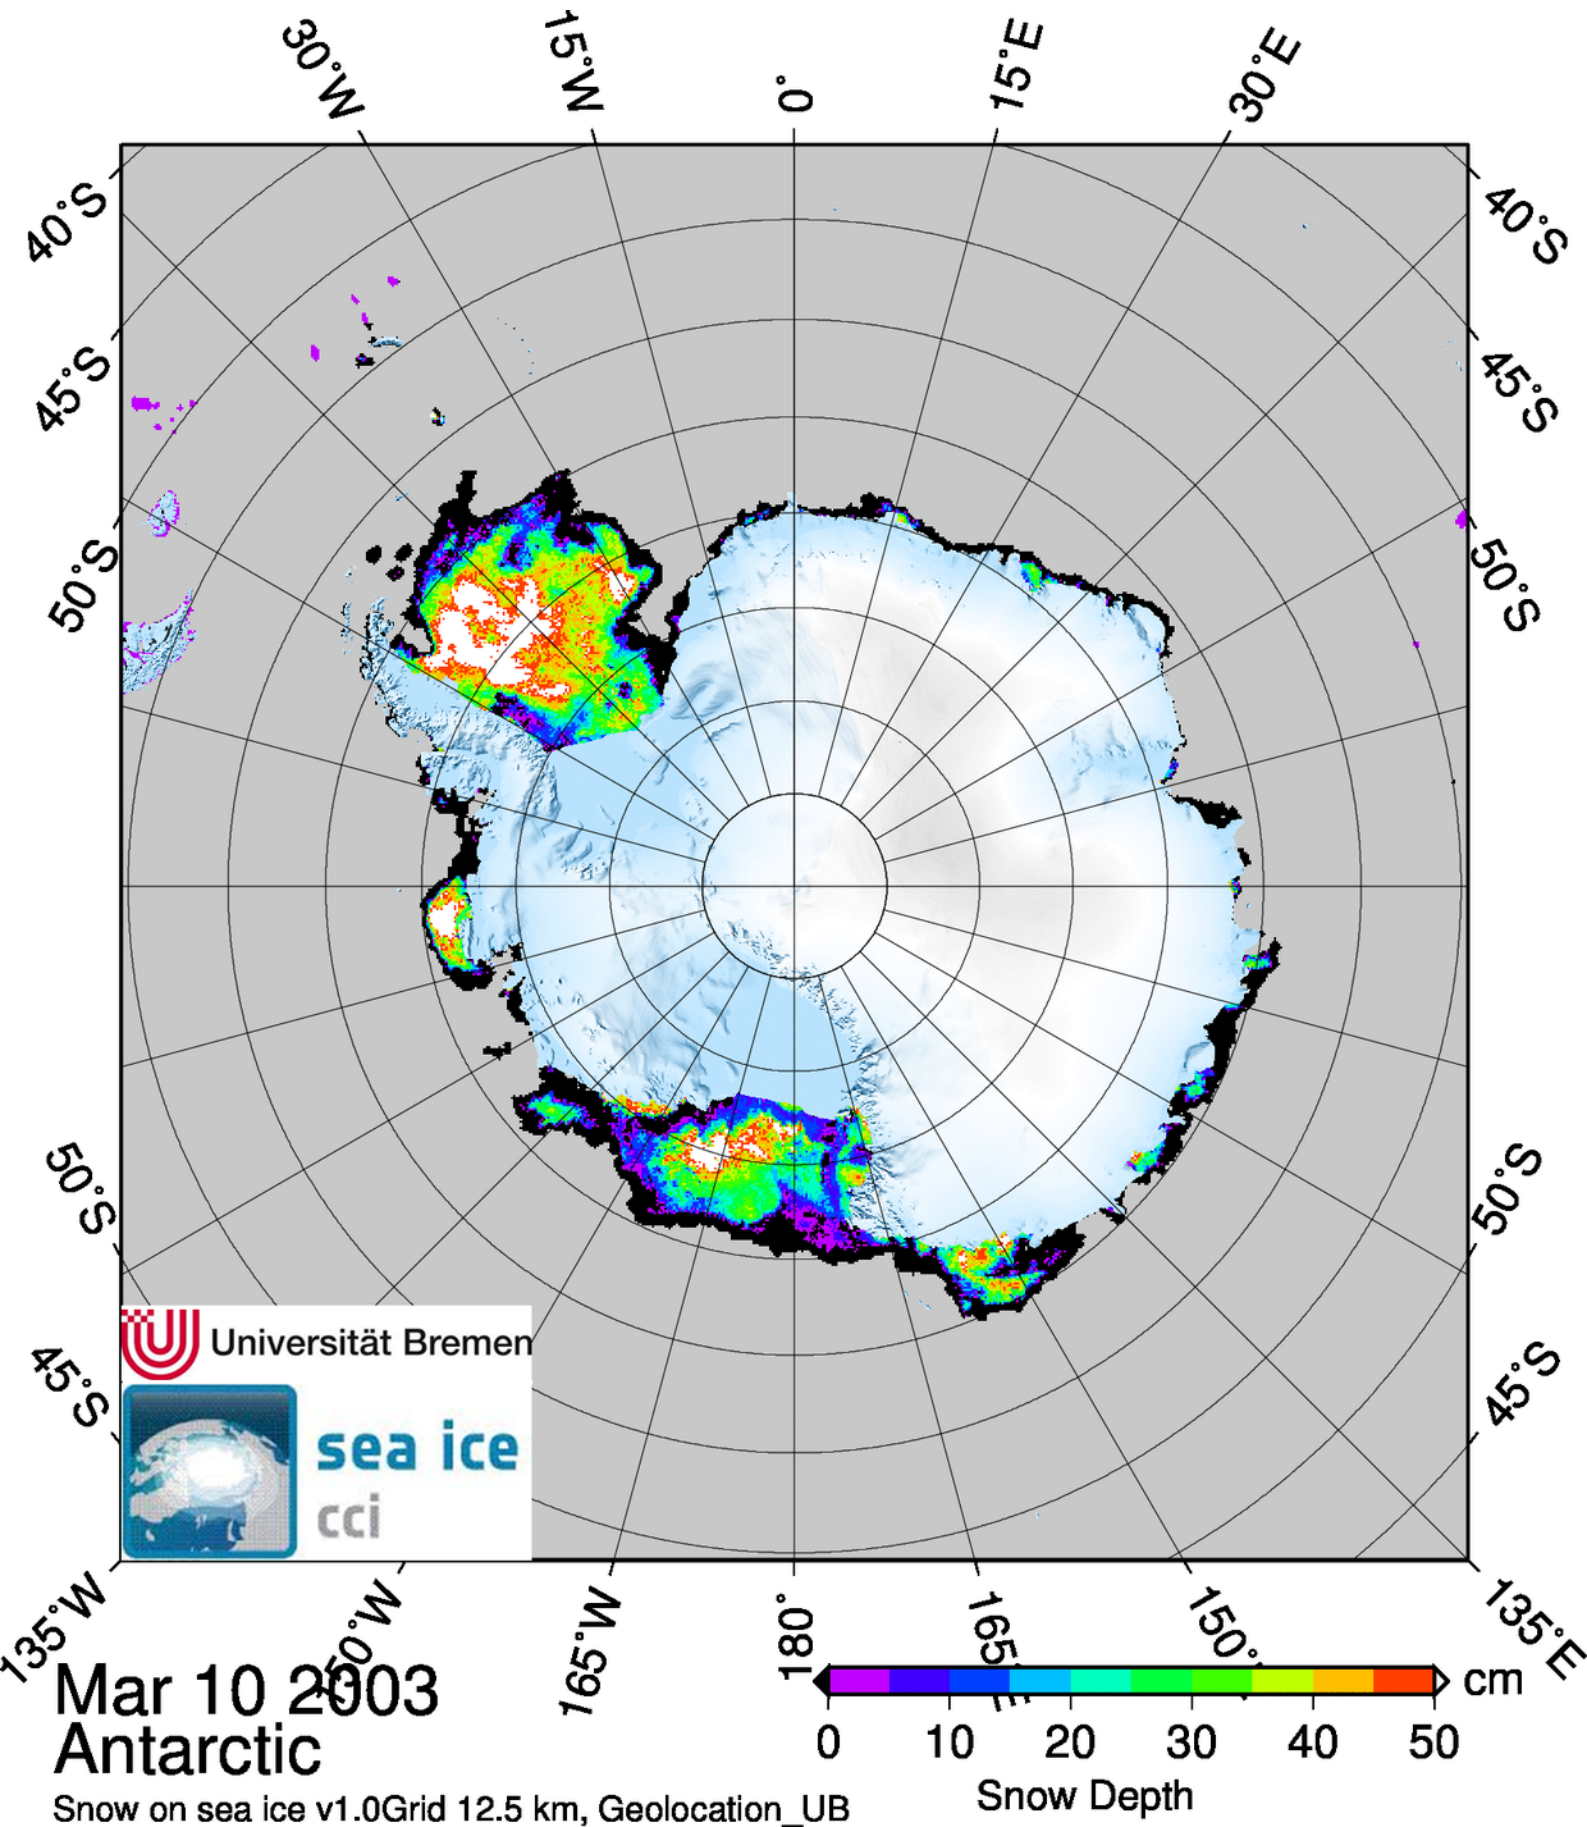 30°W 15°W 0° 15°E 30°E
40°S 40°S
45°S 45°S
50°S 50°S
50°S 50°S
45°S 45°S
Universität Bremen
sea ice
cci
135°W 150°W 165°W 180° 165°E 150° 135°E
Mar 10 2003
Antarctic
Snow on sea ice v1.0Grid 12.5 km, Geolocation_UB
cm
0 10 20 30 40 50
Snow Depth